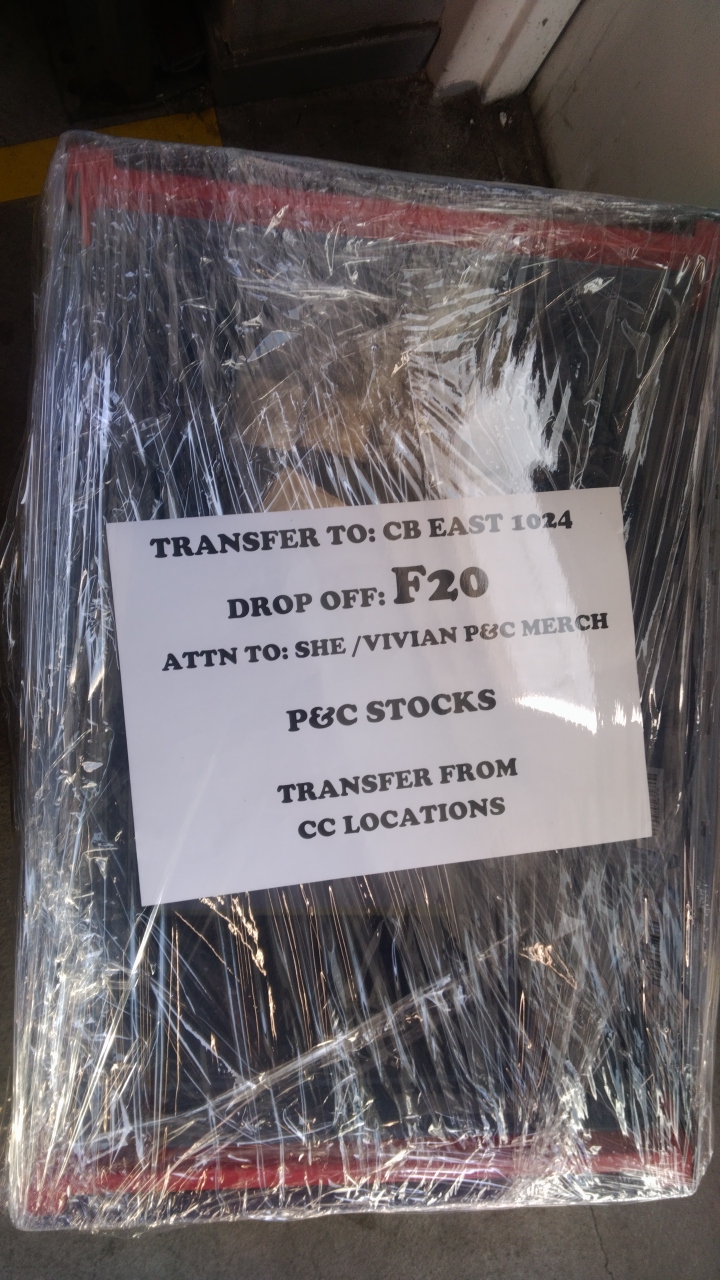 TRANSFER TO: CB EAST 1024
DROP OFF: F20
ATTN TO: SHE /VIVIAN P&C MERCH
P&C STOCKS
TRANSFER FROM
CC LOCATIONS